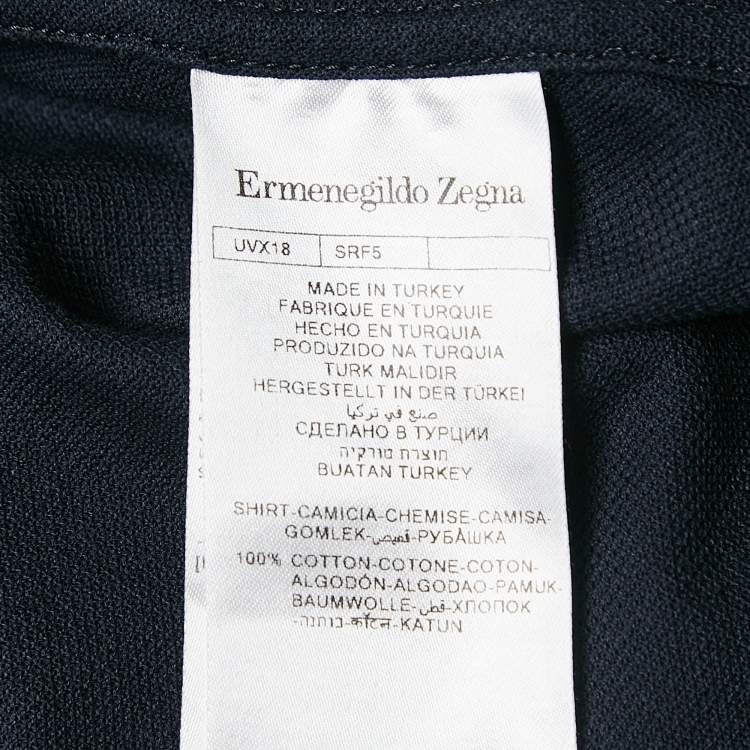 Ermenegildo Zegna
UVX18 SRF5
MADE IN TURKEY
FABRIQUE EN TURQUIE
HECHO EN TURQUIA
PRODUZIDO NA TURQUIA
TURK MALIDIR
HERGESTELLT IN DER TÜRKEI
صنع في تركيا
СДЕЛАНО В ТУРЦИИ
תוצרת טורקיה
BUATAN TURKEY
SHIRT-CAMICIA-CHEMISE-CAMISA-
GOMLEK-قميص-РУБАШКА
100% COTTON-COTONE-COTON-
ALGODÓN-ALGODAO-PAMUK-
BAUMWOLLE-قطن-ХЛОПОК
-כותנה-कॉटन-KATUN